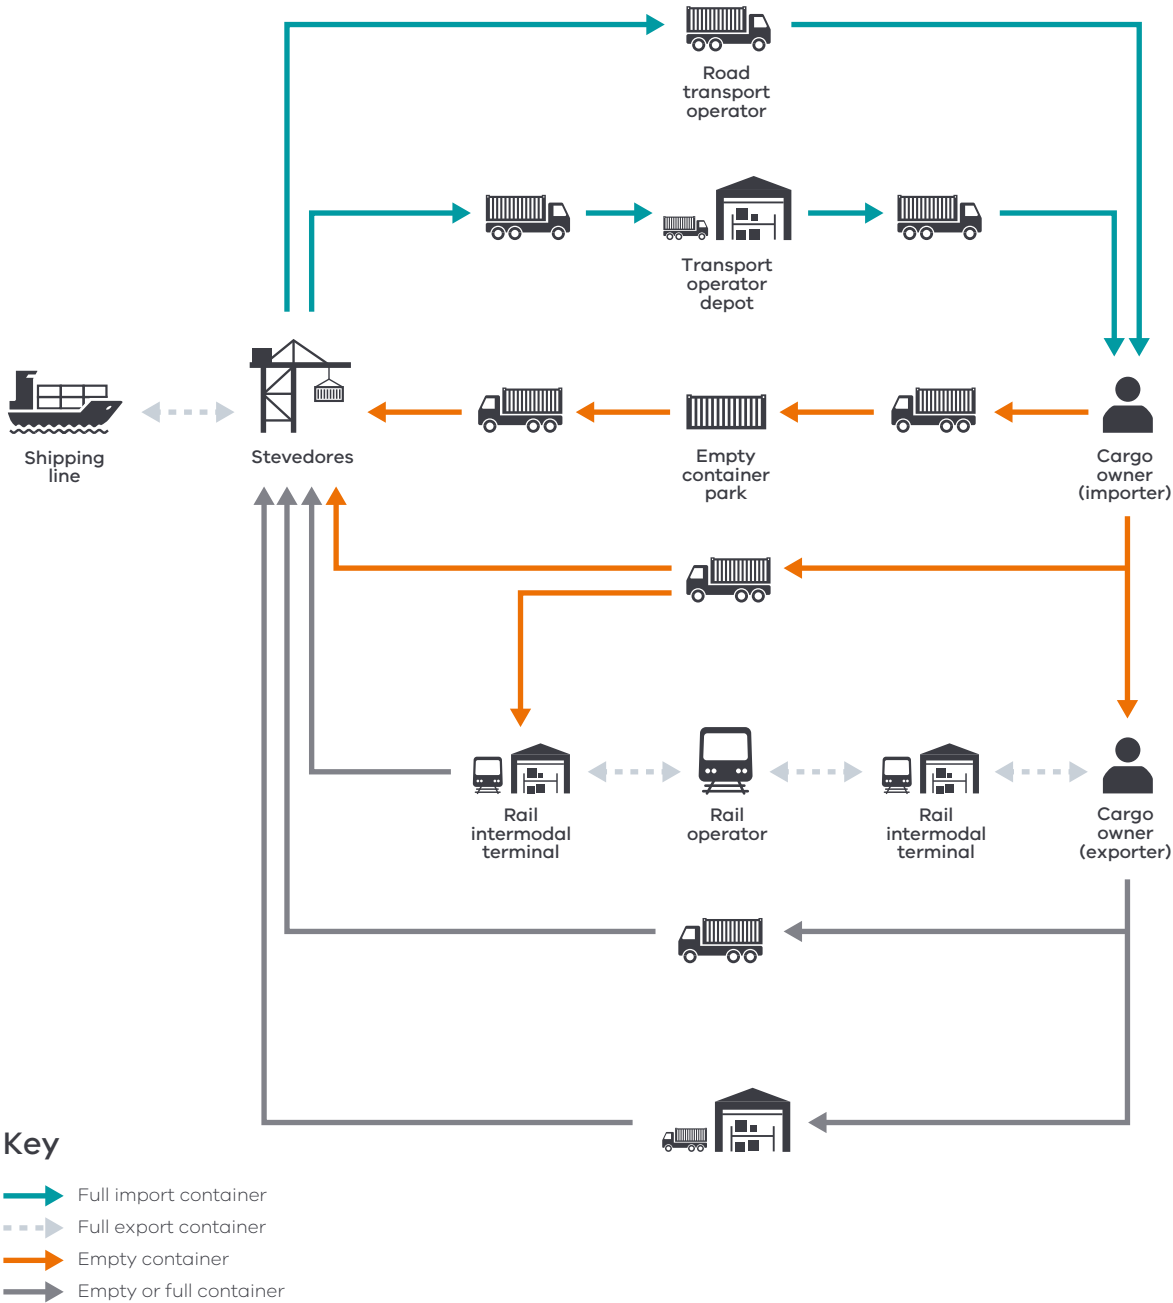 Road
transport
operator
Transport
operator
depot
Shipping
line
Stevedores
Empty
container
park
Cargo
owner
(importer)
Rail
intermodal
terminal
Rail
operator
Rail
intermodal
terminal
Cargo
owner
(exporter)
Key
Full import container
Full export container
Empty container
Empty or full container